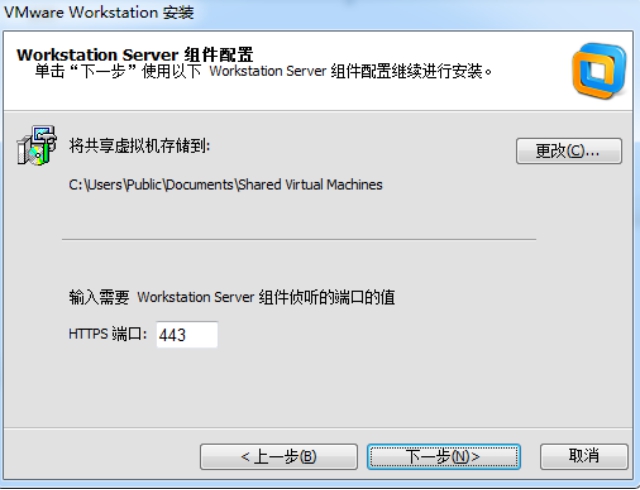 VMware Workstation 安装
Workstation Server 组件配置
单击“下一步”使用以下 Workstation Server 组件配置继续进行安装。
将共享虚拟机存储到:
更改(C)...
C:\Users\Public\Documents\Shared Virtual Machines
输入需要 Workstation Server 组件侦听的端口的值
HTTPS 端口: 443
< 上一步(B)
下一步(N)>
取消